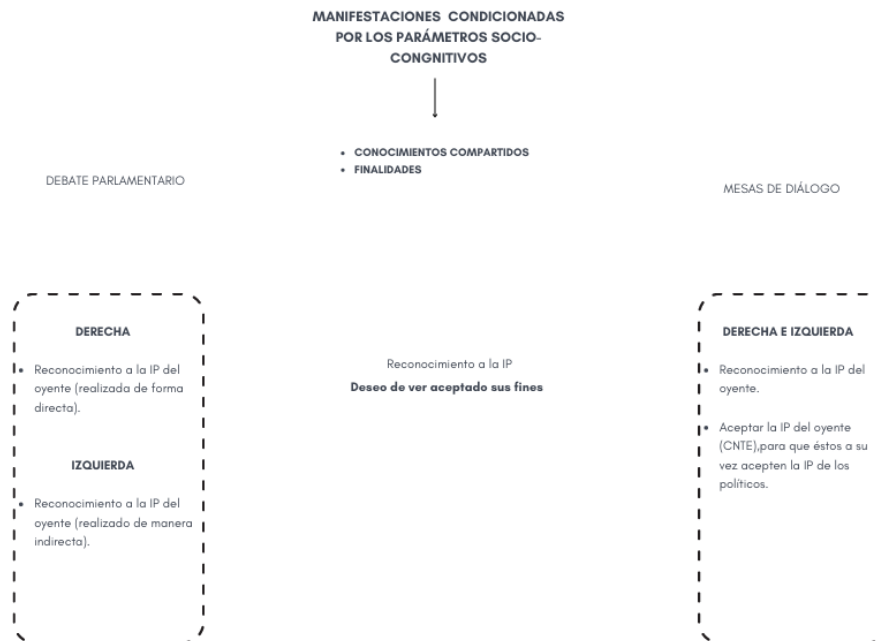 MANIFESTACIONES CONDICIONADAS
POR LOS PARÁMETROS SOCIO-
CONGNITIVOS
• CONOCIMIENTOS COMPARTIDOS
• FINALIDADES
DEBATE PARLAMENTARIO
MESAS DE DIÁLOGO
DERECHA
• Reconocimiento a la IP del
oyente (realizada de forma
directa).
IZQUIERDA
• Reconocimiento a la IP del
oyente (realizado de manera
indirecta).
Reconocimiento a la IP
Deseo de ver aceptado sus fines
DERECHA E IZQUIERDA
• Reconocimiento a la IP del
oyente.
• Aceptar la IP del oyente
(CNTE),para que éstos a su
vez acepten la IP de los
políticos.